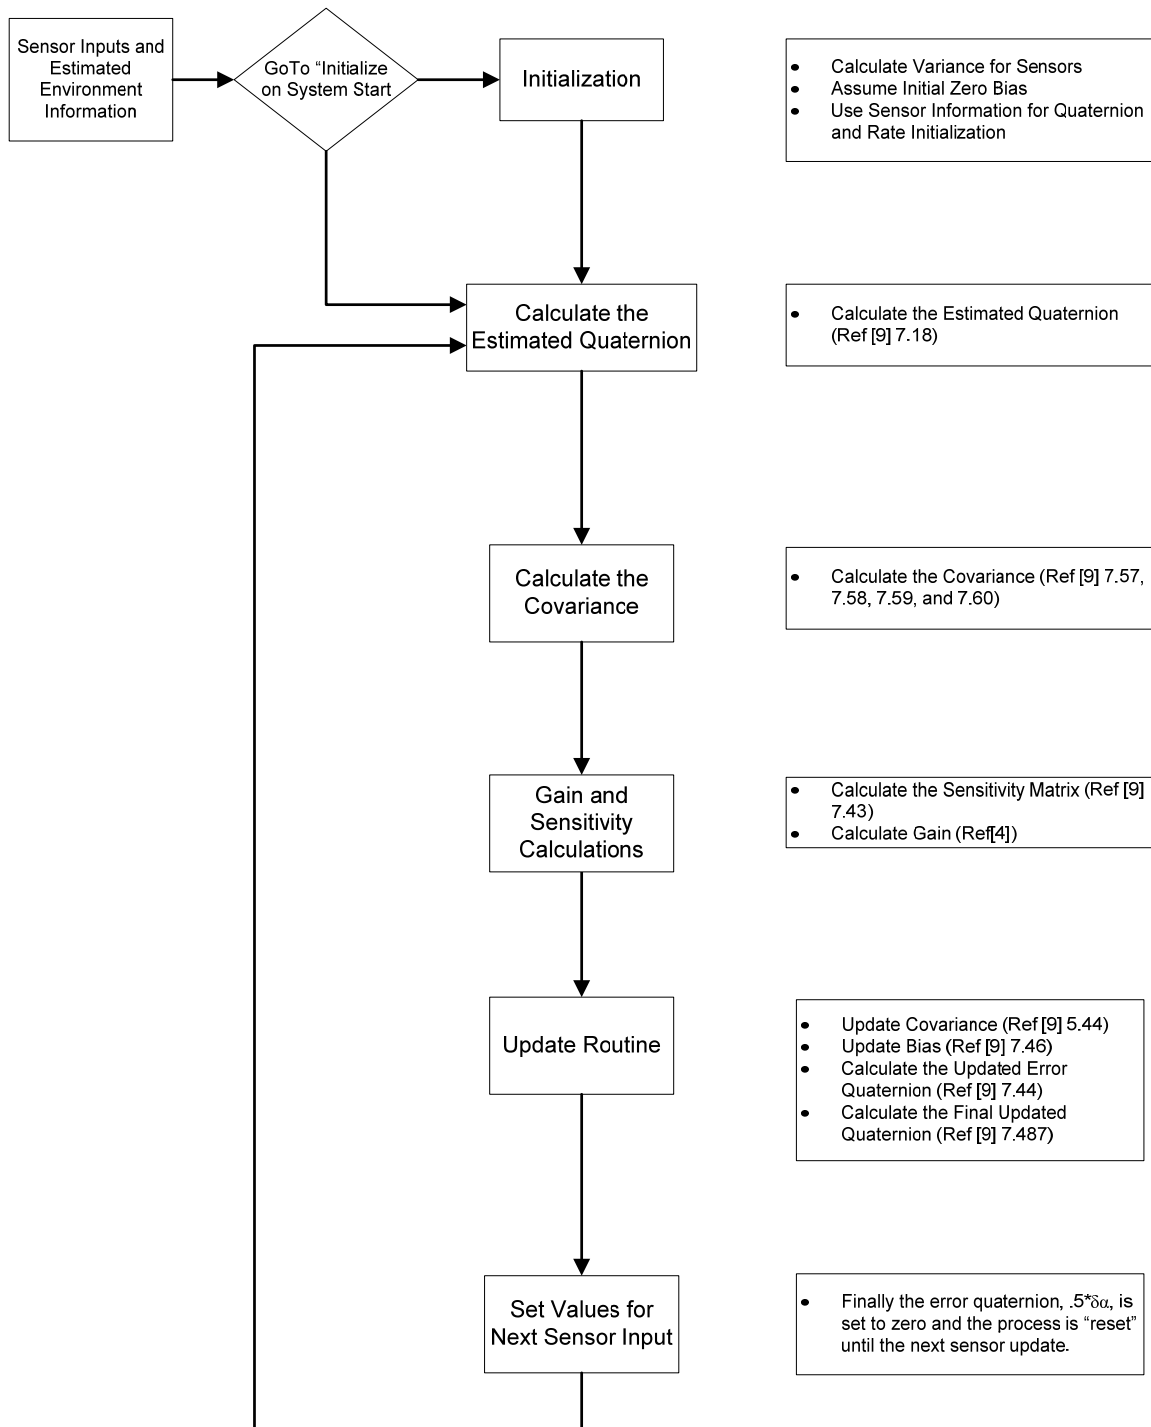 Sensor Inputs and
Estimated
Environment
Information
GoTo “Initialize
on System Start
Initialization
• Calculate Variance for Sensors
• Assume Initial Zero Bias
• Use Sensor Information for Quaternion
and Rate Initialization
Calculate the
Estimated Quaternion
• Calculate the Estimated Quaternion
(Ref [9] 7.18)
Calculate the
Covariance
• Calculate the Covariance (Ref [9] 7.57,
7.58, 7.59, and 7.60)
Gain and
Sensitivity
Calculations
• Calculate the Sensitivity Matrix (Ref [9]
7.43)
• Calculate Gain (Ref[4])
Update Routine
• Update Covariance (Ref [9] 5.44)
• Update Bias (Ref [9] 7.46)
• Calculate the Updated Error
Quaternion (Ref [9] 7.44)
• Calculate the Final Updated
Quaternion (Ref [9] 7.487)
Set Values for
Next Sensor Input
• Finally the error quaternion, .5*δα, is
set to zero and the process is “reset”
until the next sensor update.